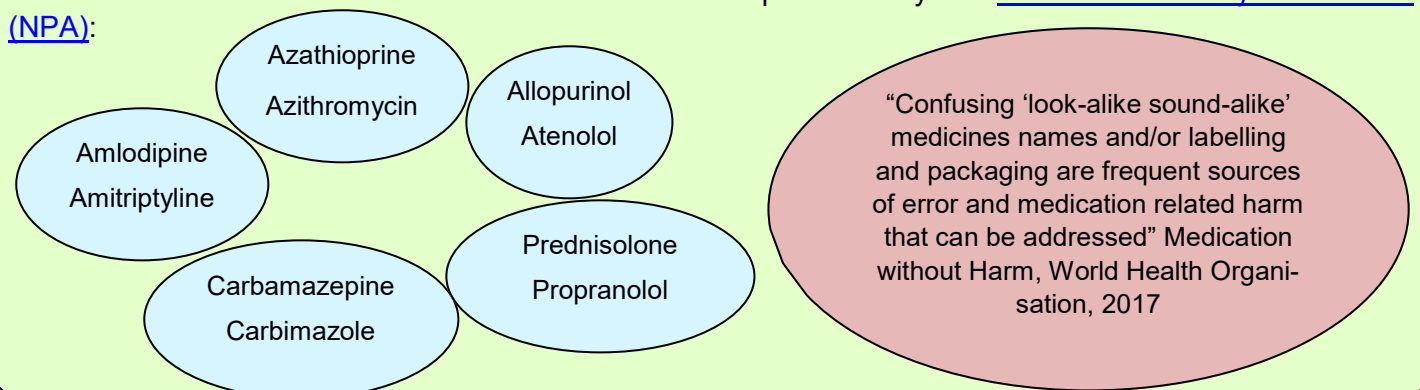 (NPA):
Azathioprine
Azithromycin
Allopurinol
Atenolol
Amlodipine
Amitriptyline
Prednisolone
Propranolol
Carbamazepine
Carbimazole
“Confusing ‘look-alike sound-alike’
medicines names and/or labelling
and packaging are frequent sources
of error and medication related harm
that can be addressed” Medication
without Harm, World Health Organi-
sation, 2017